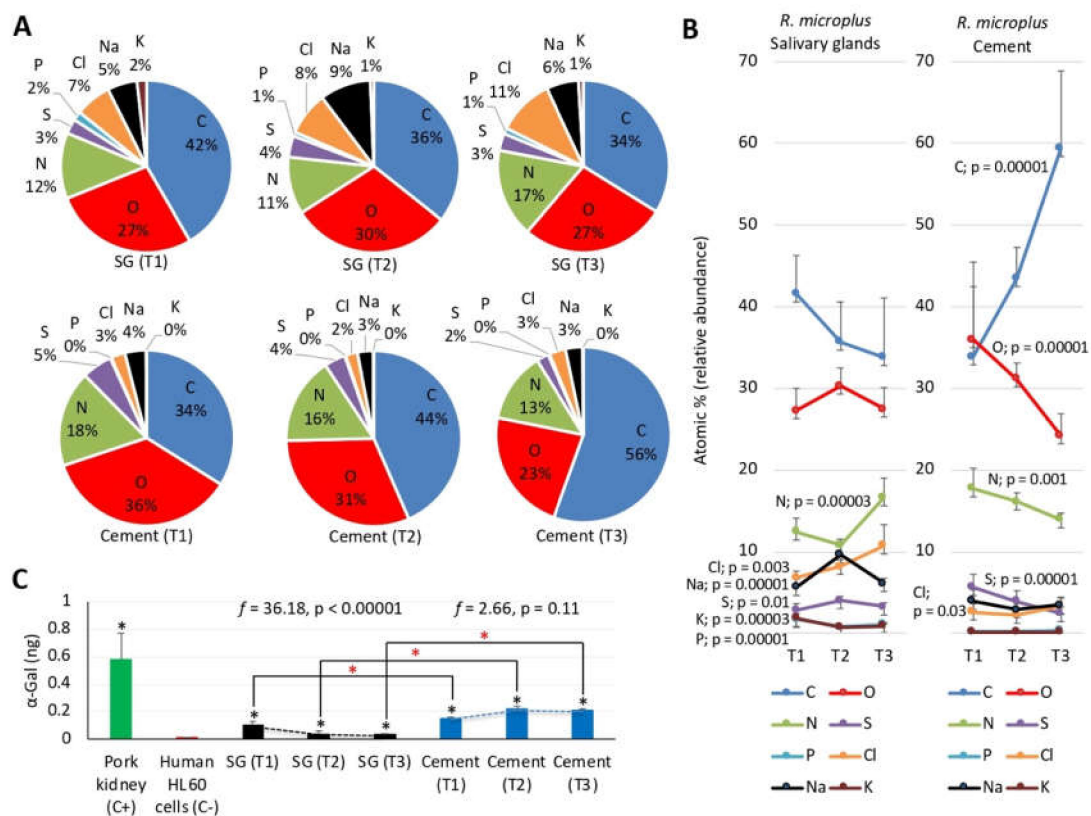 A
P
2%
Cl
7%
Na
5%
K
2%
S
3%
N
12%
C
42%
O
27%
SG (T1)
P
1%
Cl
8%
Na
9%
K
1%
S
4%
N
11%
C
36%
O
30%
SG (T2)
P
1%
Cl
11%
Na
6%
K
1%
S
3%
N
17%
C
34%
O
27%
SG (T3)
S
5%
P
0%
Cl
3%
Na
4%
K
0%
N
18%
C
34%
O
36%
Cement (T1)
S
4%
P
0%
Cl
2%
Na
3%
K
0%
N
16%
C
44%
O
31%
Cement (T2)
S
2%
P
0%
Cl
3%
Na
3%
K
0%
N
13%
C
56%
O
23%
Cement (T3)
B
R. microplus
Salivary glands
R. microplus
Cement
Atomic % (relative abundance)
70
60
50
40
30
20
10
N; p = 0.00003
Cl; p = 0.003
Na; p = 0.00001
S; p = 0.01
K; p = 0.00003
P; p = 0.00001
T1 T2 T3
70
60
50
40
30
20
10
C; p = 0.00001
O; p = 0.00001
N; p = 0.001
S; p = 0.00001
Cl;
p = 0.03
T1 T2 T3
C O
N S
P Cl
Na K
C O
N S
P Cl
Na K
C
α-Gal (ng)
1
0.8
0.6
0.4
0.2
0
f = 36.18, p < 0.00001
f = 2.66, p = 0.11
*
*
*
*
*
*
*
*
*
*
Pork
kidney
(C+)
Human
HL60
cells (C-)
SG (T1)
SG (T2)
SG (T3)
Cement
(T1)
Cement
(T2)
Cement
(T3)